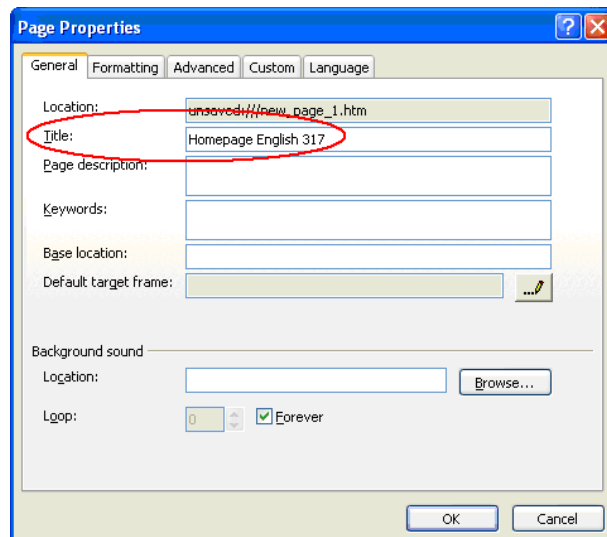 Page Properties
General Formatting Advanced Custom Language
Location: unsaved:///new_page_1.htm
Title: Homepage English 317
Page description:
Keywords:
Base location:
Default target frame:
Background sound
Location: Browse...
Loop: 0 Forever
OK Cancel